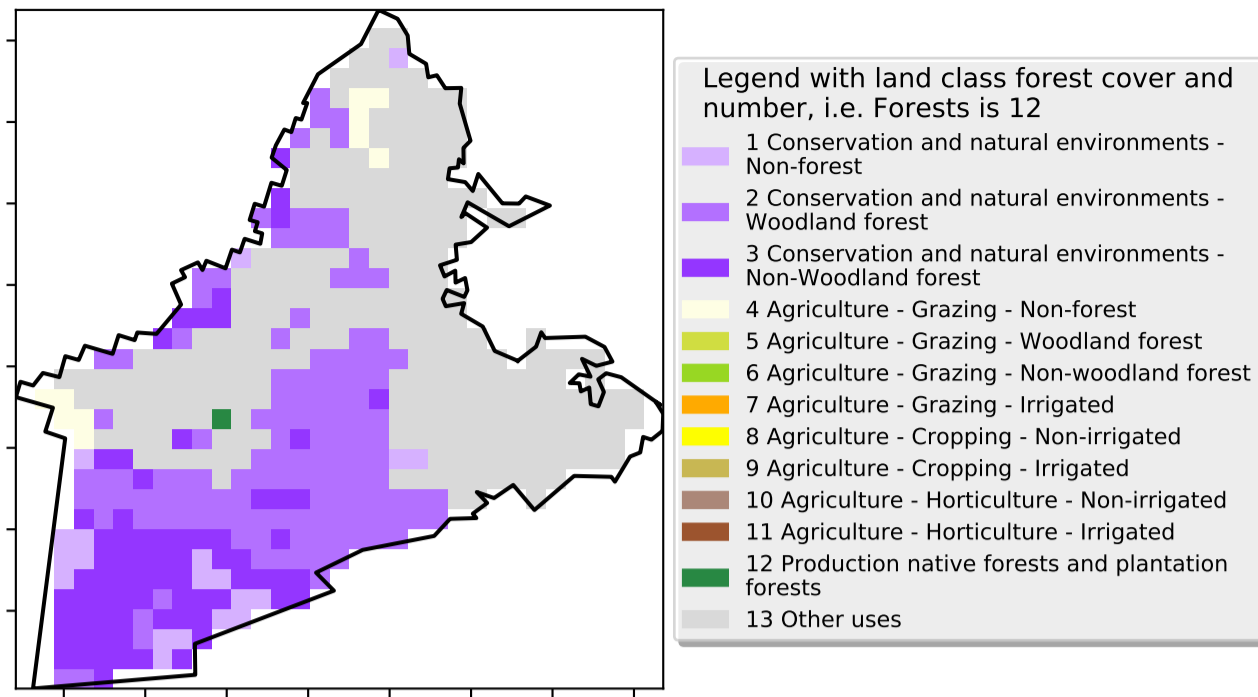 Legend with land class forest cover and
number, i.e. Forests is 12
1 Conservation and natural environments -
Non-forest
2 Conservation and natural environments -
Woodland forest
3 Conservation and natural environments -
Non-Woodland forest
4 Agriculture - Grazing - Non-forest
5 Agriculture - Grazing - Woodland forest
6 Agriculture - Grazing - Non-woodland forest
7 Agriculture - Grazing - Irrigated
8 Agriculture - Cropping - Non-irrigated
9 Agriculture - Cropping - Irrigated
10 Agriculture - Horticulture - Non-irrigated
11 Agriculture - Horticulture - Irrigated
12 Production native forests and plantation
forests
13 Other uses